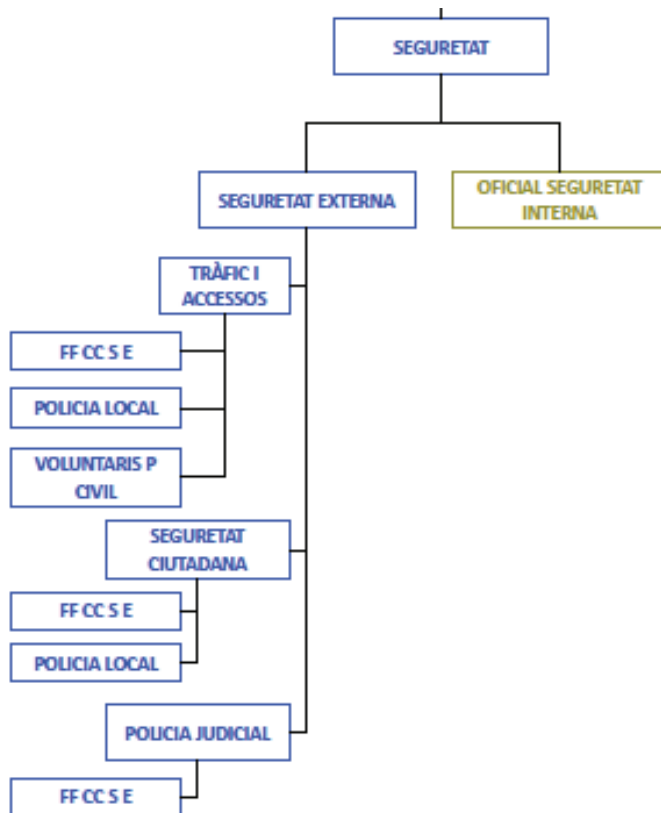 SEGURETAT
SEGURETAT EXTERNA
OFICIAL SEGURETAT
INTERNA
TRÀFIC I
ACCESSOS
FF CC S E
POLICIA LOCAL
VOLUNTARIS P
CIVIL
SEGURETAT
CIUTADANA
FF CC S E
POLICIA LOCAL
POLICIA JUDICIAL
FF CC S E